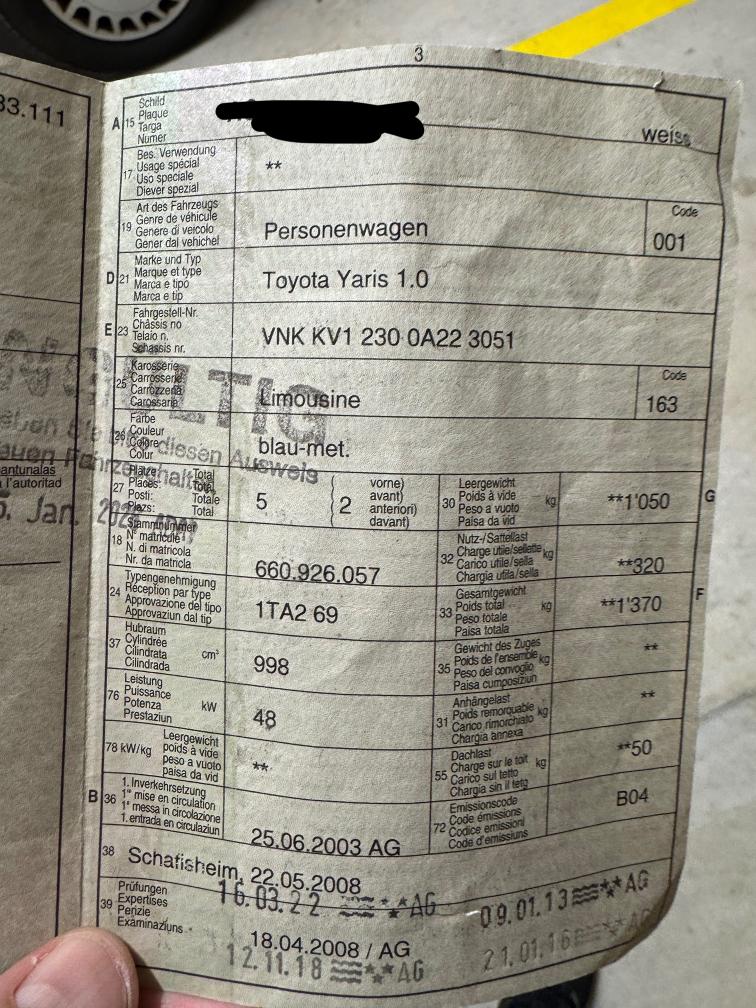 3
33.111
A 15 Schild
Plaque
Targa
Numer
weiss
17 Bes. Verwendung
Usage spécial
Uso speciale
Diever spezial
**
19 Art des Fahrzeugs
Genre de véhicule
Genere di veicolo
Gener dal vehichel
Personenwagen
Code
001
D 21 Marke und Typ
Marque et type
Marca e tipo
Marca e tip
Toyota Yaris 1.0
E 23 Fahrgestell-Nr.
Châssis no
Telaio n.
Schassis nr.
VNK KV1 230 0A22 3051
25 Karosserie
Carrosserie
Carrozzeria
Carossaria
Limousine
Code
163
26 Farbe
Couleur
Colore
Colur
blau-met.
diesen Ausweis
antunalas
l'autoritad
Jan.
27 Plätze: Total
Places: Total
Posti: Totale
Plazs: Total
5
2
vorne)
avant)
anteriori)
davant)
30 Leergewicht
Poids à vide
Peso a vuoto
Paisa da vid
kg
**1'050
G
18 Stammnummer
N° matricule
N. di matricola
Nr. da matricla
660.926.057
32 Nutz-/Sattellast
Charge utile/sellette
Carico utile/sella
Chargia utila/sella
kg
**320
24 Typengenehmigung
Réception par type
Approvazione del tipo
Approvaziun dal tip
1TA2 69
33 Gesamtgewicht
Poids total
Peso totale
Paisa totala
kg
**1'370
F
37 Hubraum
Cylindrée
Cilindrata
Cilindrada
cm³
998
35 Gewicht des Zuges
Poids de l'ensemble
Peso del convoglio
Paisa cumposiziun
kg
**
76 Leistung
Puissance
Potenza
Prestaziun
kW
48
31 Anhängelast
Poids remorquable
Carico rimorchiato
Chargia annexa
kg
**
78 kW/kg Leergewicht
poids à vide
peso a vuoto
paisa da vid
**
55 Dachlast
Charge sur le toit
Carico sul tetto
Chargia sin il tetg
kg
**50
B 36 1. Inverkehrsetzung
1re mise en circulation
1a messa in circolazione
1. entrada en circulaziun
25.06.2003 AG
72 Emissionscode
Code émissions
Codice emissioni
Code d'emissiuns
B04
38 Schafisheim, 22.05.2008
16.03.22 AG
09.01.13 AG
39 Prüfungen
Expertises
Perizie
Examinaziuns
18.04.2008 / AG
12.11.18 AG
21.01.16 AG